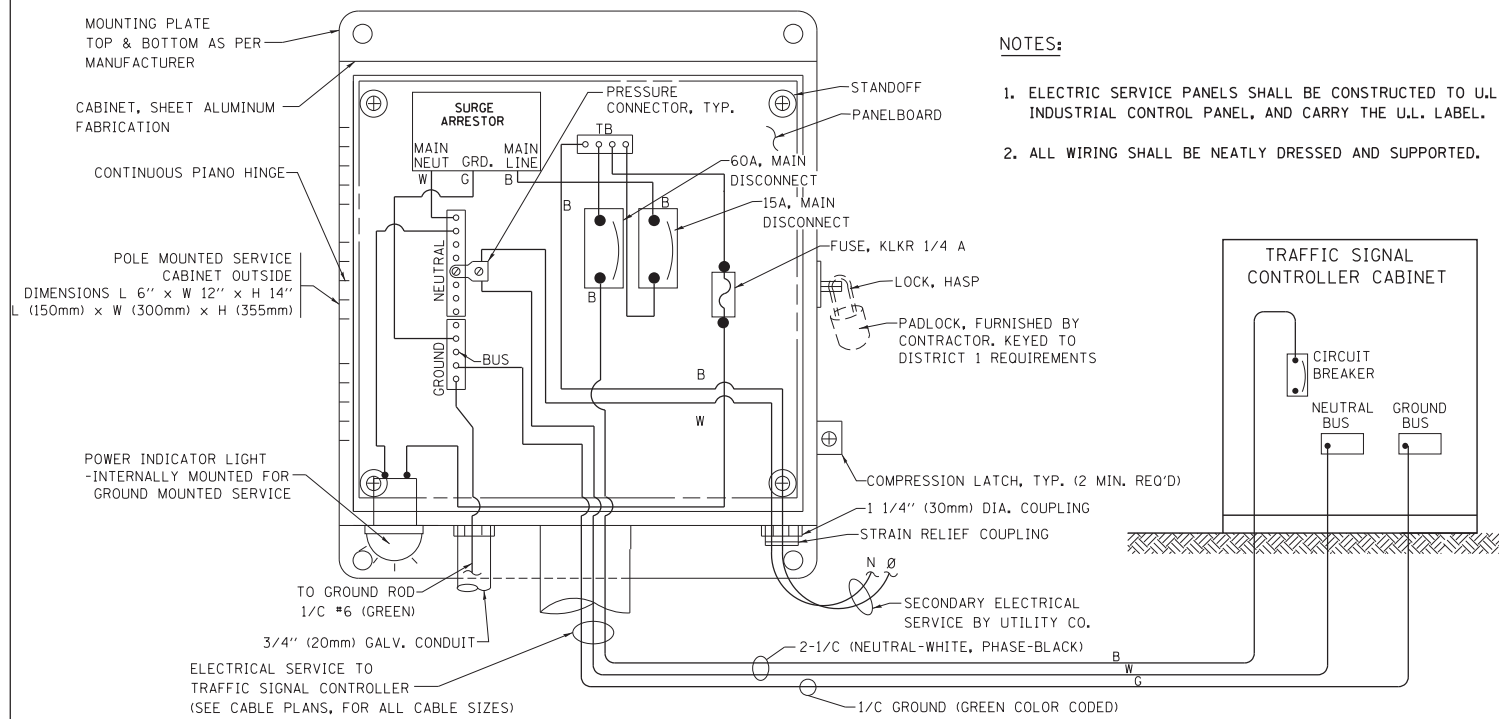 MOUNTING PLATE
TOP & BOTTOM AS PER
MANUFACTURER
CABINET, SHEET ALUMINUM
FABRICATION
CONTINUOUS PIANO HINGE
POLE MOUNTED SERVICE
CABINET OUTSIDE
DIMENSIONS L 6'' x W 12'' x H 14''
L (150mm) x W (300mm) x H (355mm)
POWER INDICATOR LIGHT
-INTERNALLY MOUNTED FOR
GROUND MOUNTED SERVICE
SURGE
ARRESTOR
MAIN
NEUT
GRD.
MAIN
LINE
W
G
B
NEUTRAL
GROUND
BUS
TB
B
B
B
B
W
PRESSURE
CONNECTOR, TYP.
60A, MAIN
DISCONNECT
15A, MAIN
DISCONNECT
STANDOFF
PANELBOARD
FUSE, KLKR 1/4 A
LOCK, HASP
PADLOCK, FURNISHED BY
CONTRACTOR. KEYED TO
DISTRICT 1 REQUIREMENTS
COMPRESSION LATCH, TYP. (2 MIN. REQ'D)
1 1/4'' (30mm) DIA. COUPLING
STRAIN RELIEF COUPLING
N Ø
SECONDARY ELECTRICAL
SERVICE BY UTILITY CO.
TO GROUND ROD
1/C #6 (GREEN)
3/4'' (20mm) GALV. CONDUIT
ELECTRICAL SERVICE TO
TRAFFIC SIGNAL CONTROLLER
(SEE CABLE PLANS, FOR ALL CABLE SIZES)
2-1/C (NEUTRAL-WHITE, PHASE-BLACK)
B
W
G
1/C GROUND (GREEN COLOR CODED)
NOTES:
1. ELECTRIC SERVICE PANELS SHALL BE CONSTRUCTED TO U.L
INDUSTRIAL CONTROL PANEL, AND CARRY THE U.L. LABEL.
2. ALL WIRING SHALL BE NEATLY DRESSED AND SUPPORTED.
TRAFFIC SIGNAL
CONTROLLER CABINET
CIRCUIT
BREAKER
NEUTRAL
BUS
GROUND
BUS